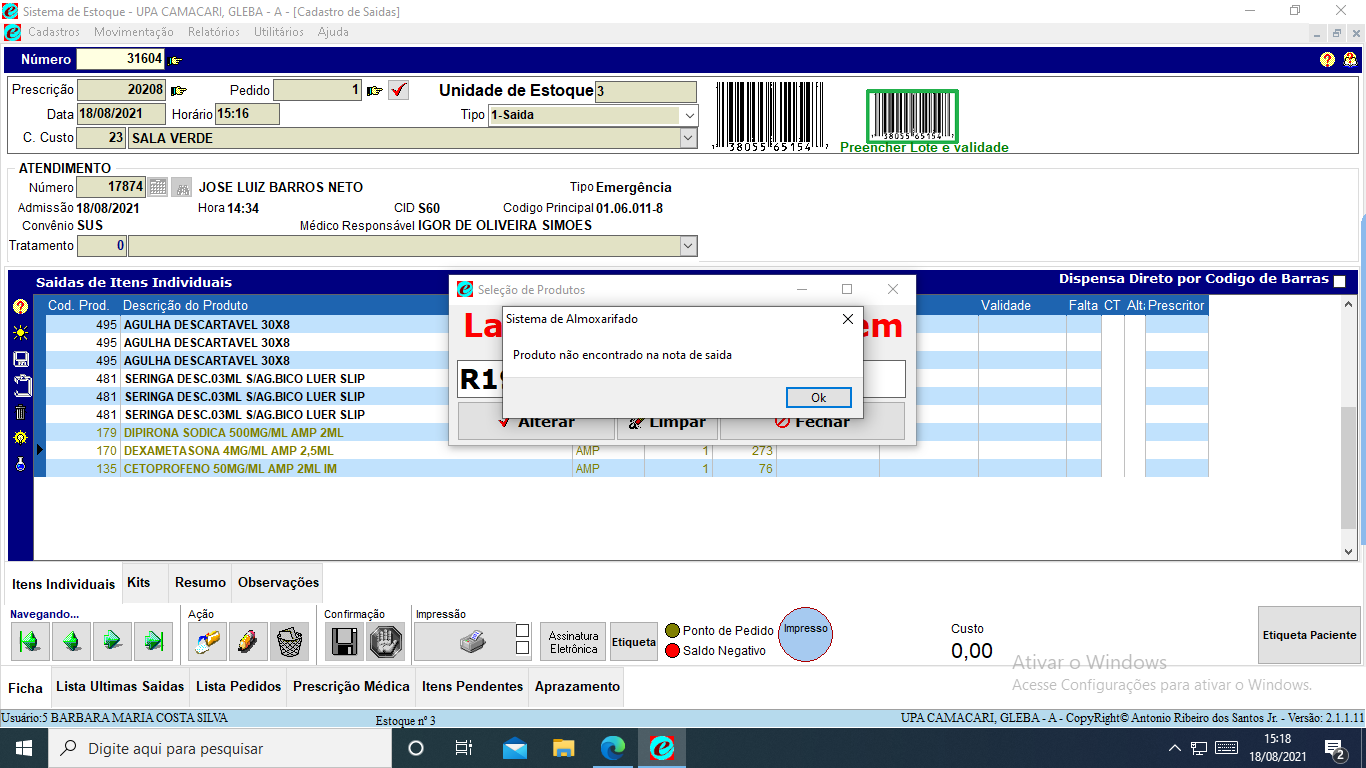 Sistema de Estoque - UPA CAMACARI, GLEBA - A - [Cadastro de Saidas]
Cadastros Movimentação Relatórios Utilitários Ajuda
Número 31604
Prescrição 20208 Pedido 1 Unidade de Estoque 3
Data 18/08/2021 Horário 15:16 Tipo 1-Saida
C. Custo 23 SALA VERDE
7 38055 65154 7
7 38055 65154 7
Preencher Lote e validade
ATENDIMENTO
Número 17874 JOSE LUIZ BARROS NETO Tipo Emergência
Admissão 18/08/2021 Hora 14:34 CID S60 Codigo Principal 01.06.011-8
Convênio SUS Médico Responsável IGOR DE OLIVEIRA SIMOES
Tratamento 0
Saidas de Itens Individuais Dispensa Direto por Codigo de Barras
Cod. Prod. Descrição do Produto Validade Falta CT Alt. Prescritor
495 AGULHA DESCARTAVEL 30X8
495 AGULHA DESCARTAVEL 30X8
495 AGULHA DESCARTAVEL 30X8
481 SERINGA DESC.03ML S/AG.BICO LUER SLIP
481 SERINGA DESC.03ML S/AG.BICO LUER SLIP
481 SERINGA DESC.03ML S/AG.BICO LUER SLIP
179 DIPIRONA SODICA 500MG/ML AMP 2ML
170 DEXAMETASONA 4MG/ML AMP 2,5ML AMP 1 273
135 CETOPROFENO 50MG/ML AMP 2ML IM AMP 1 76
Seleção de Produtos
Sistema de Almoxarifado
Produto não encontrado na nota de saida
Ok
Alterar Limpar Fechar
Itens Individuais Kits Resumo Observações
Navegando... Ação Confirmação Impressão
Assinatura Eletrônica
Etiqueta
Ponto de Pedido
Saldo Negativo
Impresso
Custo
0,00
Etiqueta Paciente
Ativar o Windows
Acesse Configurações para ativar o Windows.
Ficha Lista Ultimas Saidas Lista Pedidos Prescrição Médica Itens Pendentes Aprazamento
Usuário:5 BARBARA MARIA COSTA SILVA Estoque nº 3 UPA CAMACARI, GLEBA - A - CopyRight© Antonio Ribeiro dos Santos Jr. - Versão: 2.1.1.11
Digite aqui para pesquisar
15:18
18/08/2021
2